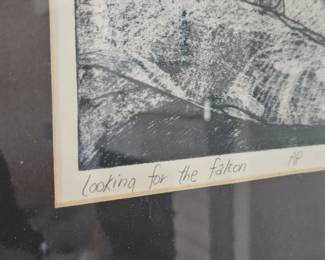 looking for the falcon AP